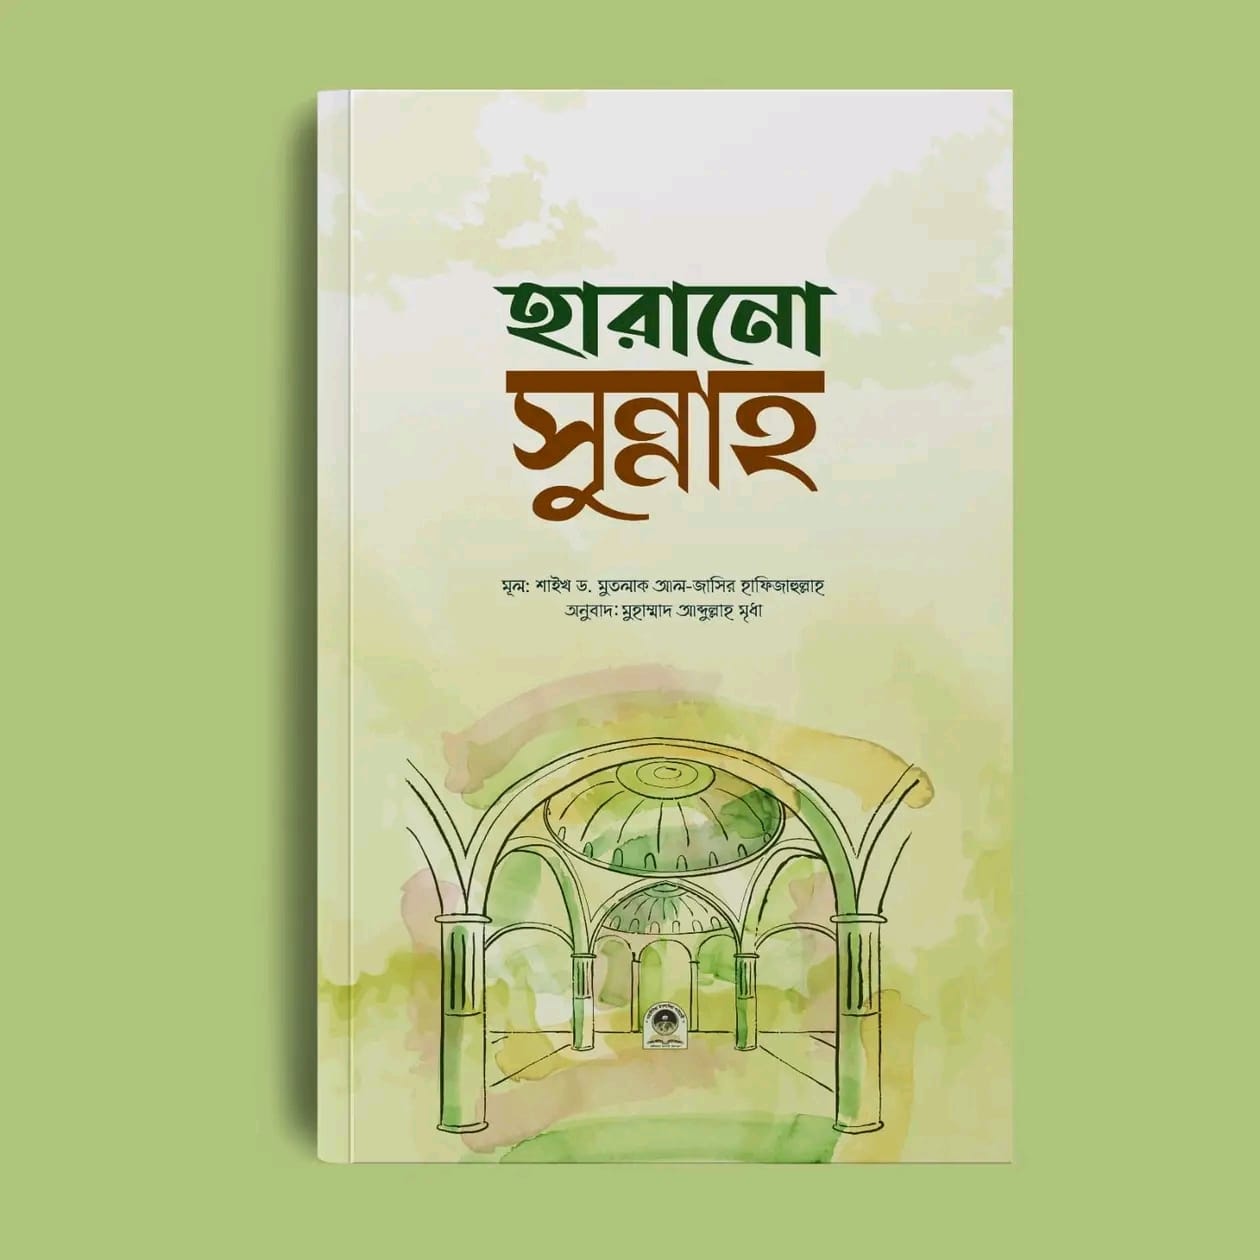 হারানো
সুন্নাহ
মূল: শাইখ ড. মুতলাক আল-জাসির হাফিজাহুল্লাহ
অনুবাদ: মুহাম্মাদ আব্দুল্লাহ মৃধা